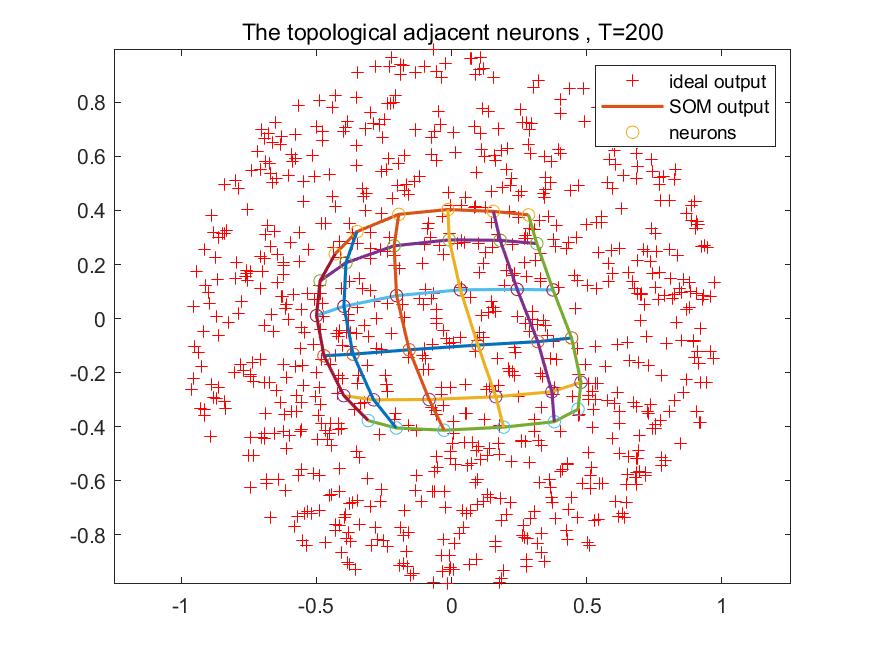 The topological adjacent neurons , T=200
ideal output
SOM output
neurons
0.8
0.6
0.4
0.2
0
-0.2
-0.4
-0.6
-0.8
-1 -0.5 0 0.5 1